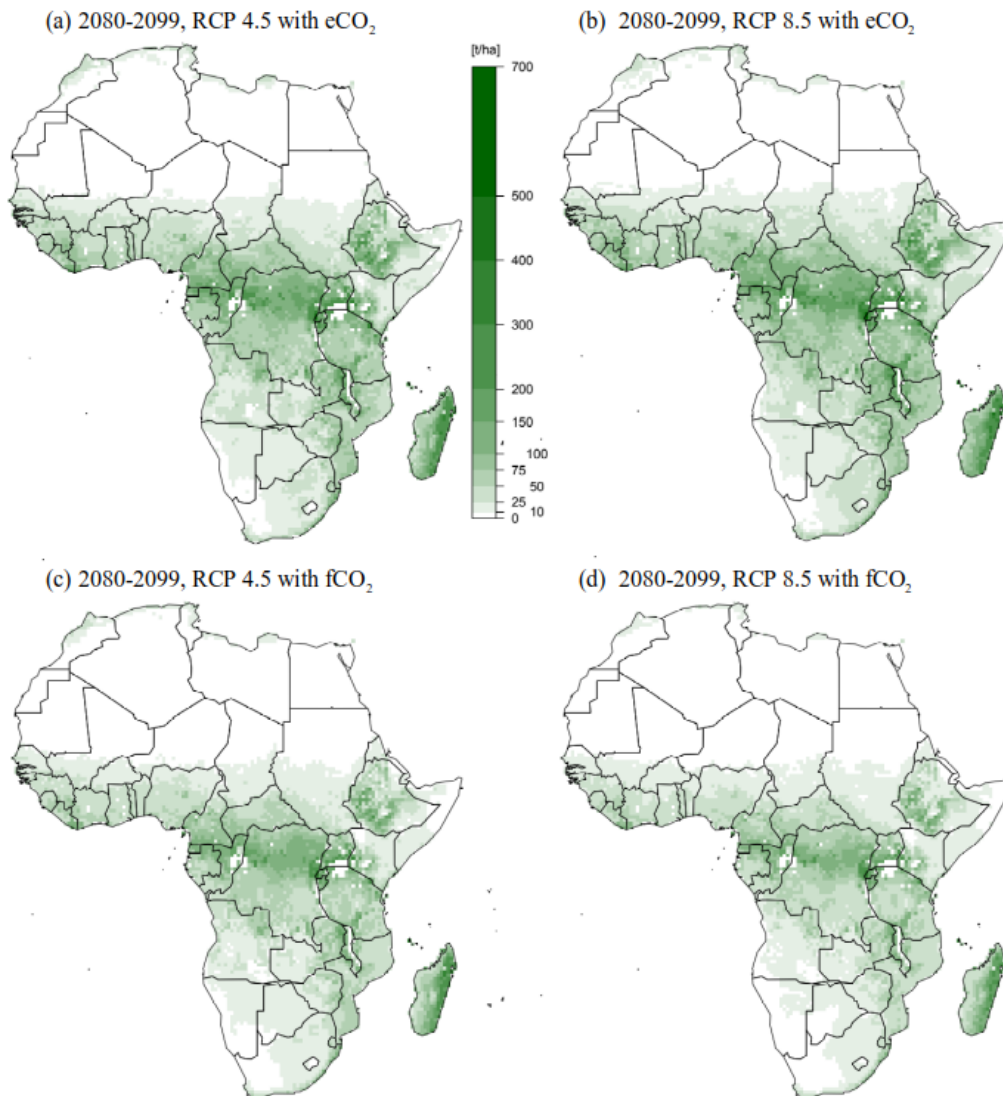 (a) 2080-2099, RCP 4.5 with eCO₂
(b) 2080-2099, RCP 8.5 with eCO₂
[t/ha]
700
500
400
300
200
150
100
75
50
25
10
0
(c) 2080-2099, RCP 4.5 with fCO₂
(d) 2080-2099, RCP 8.5 with fCO₂